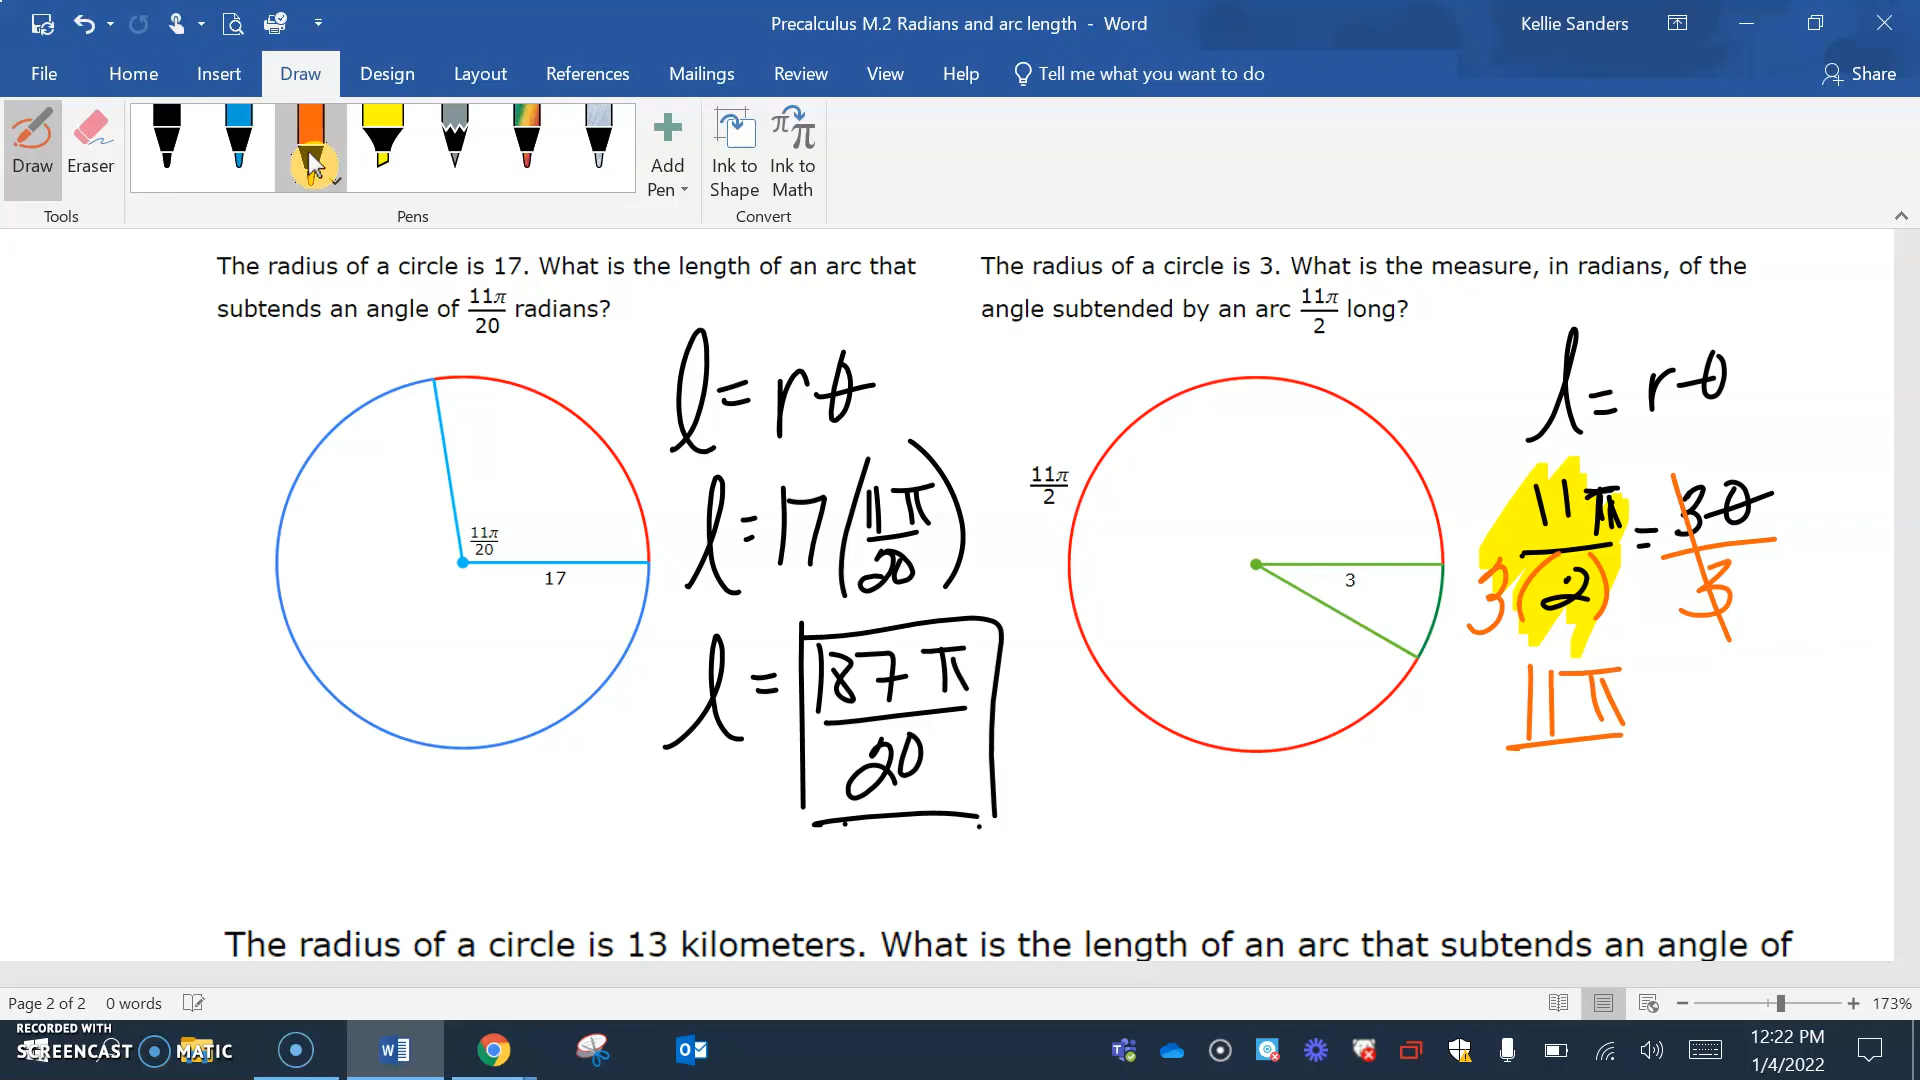 Precalculus M.2 Radians and arc length - Word
Kellie Sanders
File Home Insert Draw Design Layout References Mailings Review View Help Tell me what you want to do Share
Draw Eraser Add Pen Ink to Shape Ink to Math
Tools Pens Convert
The radius of a circle is 17. What is the length of an arc that
subtends an angle of 11π/20 radians?
11π/20
17
l = rθ
l = 17(11π/20)
l = 187π/20
The radius of a circle is 3. What is the measure, in radians, of the
angle subtended by an arc 11π/2 long?
11π/2
3
l = rθ
11π/3(2) = 3θ/3
11π
The radius of a circle is 13 kilometers. What is the length of an arc that subtends an angle of
Page 2 of 2 0 words 173%
RECORDED WITH
SCREENCAST MATIC
12:22 PM
1/4/2022